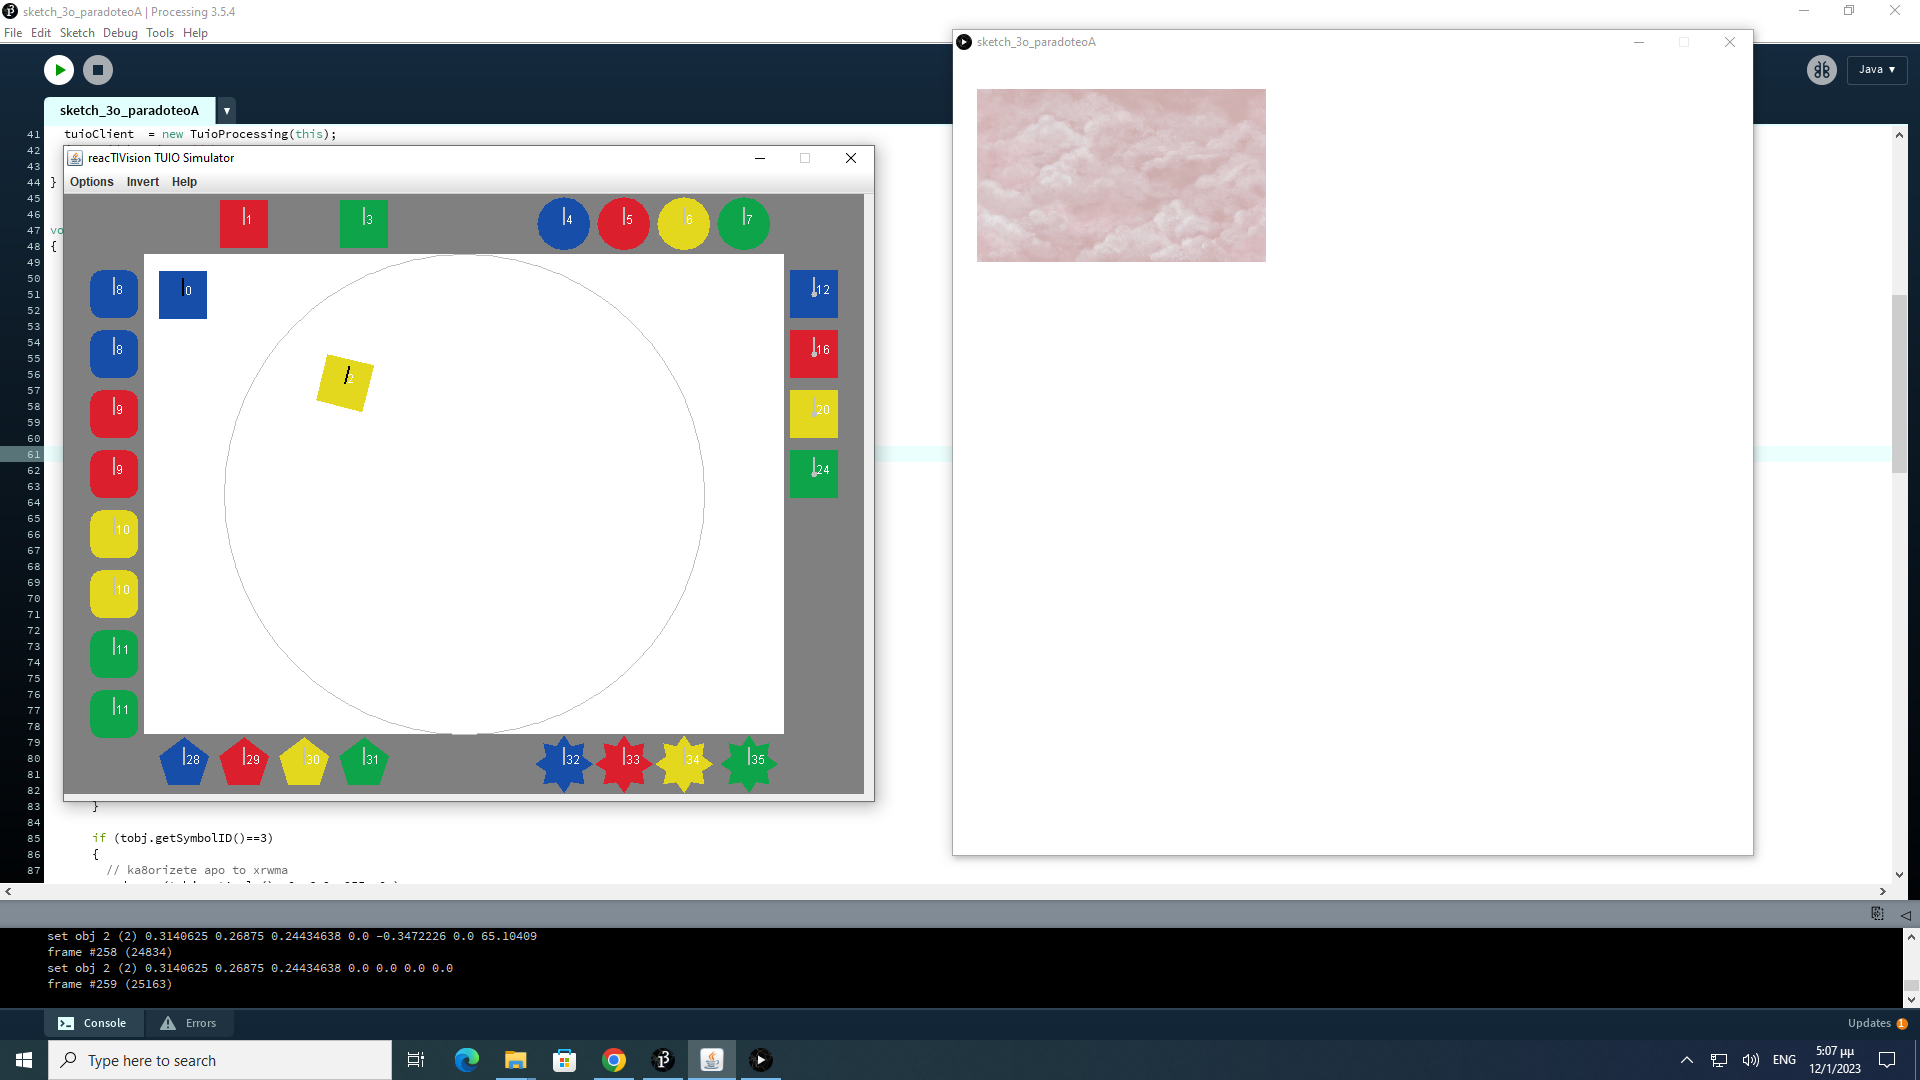 sketch_3o_paradoteoA | Processing 3.5.4
File Edit Sketch Debug Tools Help
Java ▾
sketch_3o_paradoteoA
41 tuioClient = new TuioProcessing(this);
42
43
44 }
45
46
47 vo
48 {
49
50
51
52
53
54
55
56
57
58
59
60
61
62
63
64
65
66
67
68
69
70
71
72
73
74
75
76
77
78
79
80
81
82
83 }
84
85 if (tobj.getSymbolID()==3)
86 {
87 // ka8orizete apo to xrwma
reacTIVision TUIO Simulator
Options Invert Help
1 3 4 5 6 7
8 0 12
8 16
2
9 20
9 24
10
10
11
11
28 29 30 31 32 33 34 35
sketch_3o_paradoteoA
set obj 2 (2) 0.3140625 0.26875 0.24434638 0.0 -0.3472226 0.0 65.10409
frame #258 (24834)
set obj 2 (2) 0.3140625 0.26875 0.24434638 0.0 0.0 0.0 0.0
frame #259 (25163)
Console Errors
Updates 1
Type here to search
ENG
5:07 μμ
12/1/2023